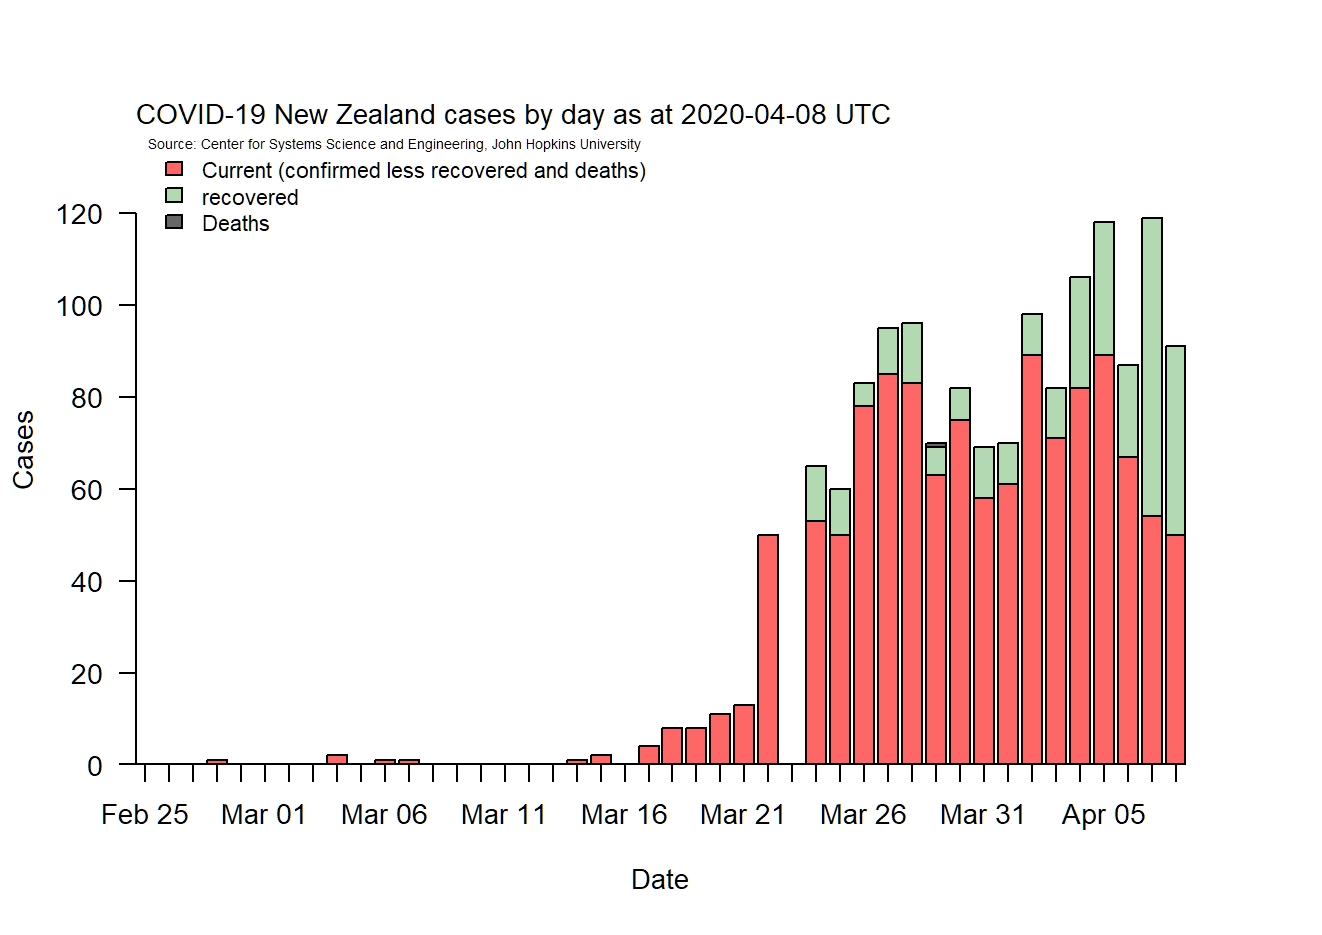 COVID-19 New Zealand cases by day as at 2020-04-08 UTC
Source: Center for Systems Science and Engineering, John Hopkins University
Current (confirmed less recovered and deaths)
recovered
Deaths
120
100
80
60
40
20
0
Cases
Feb 25 Mar 01 Mar 06 Mar 11 Mar 16 Mar 21 Mar 26 Mar 31 Apr 05
Date